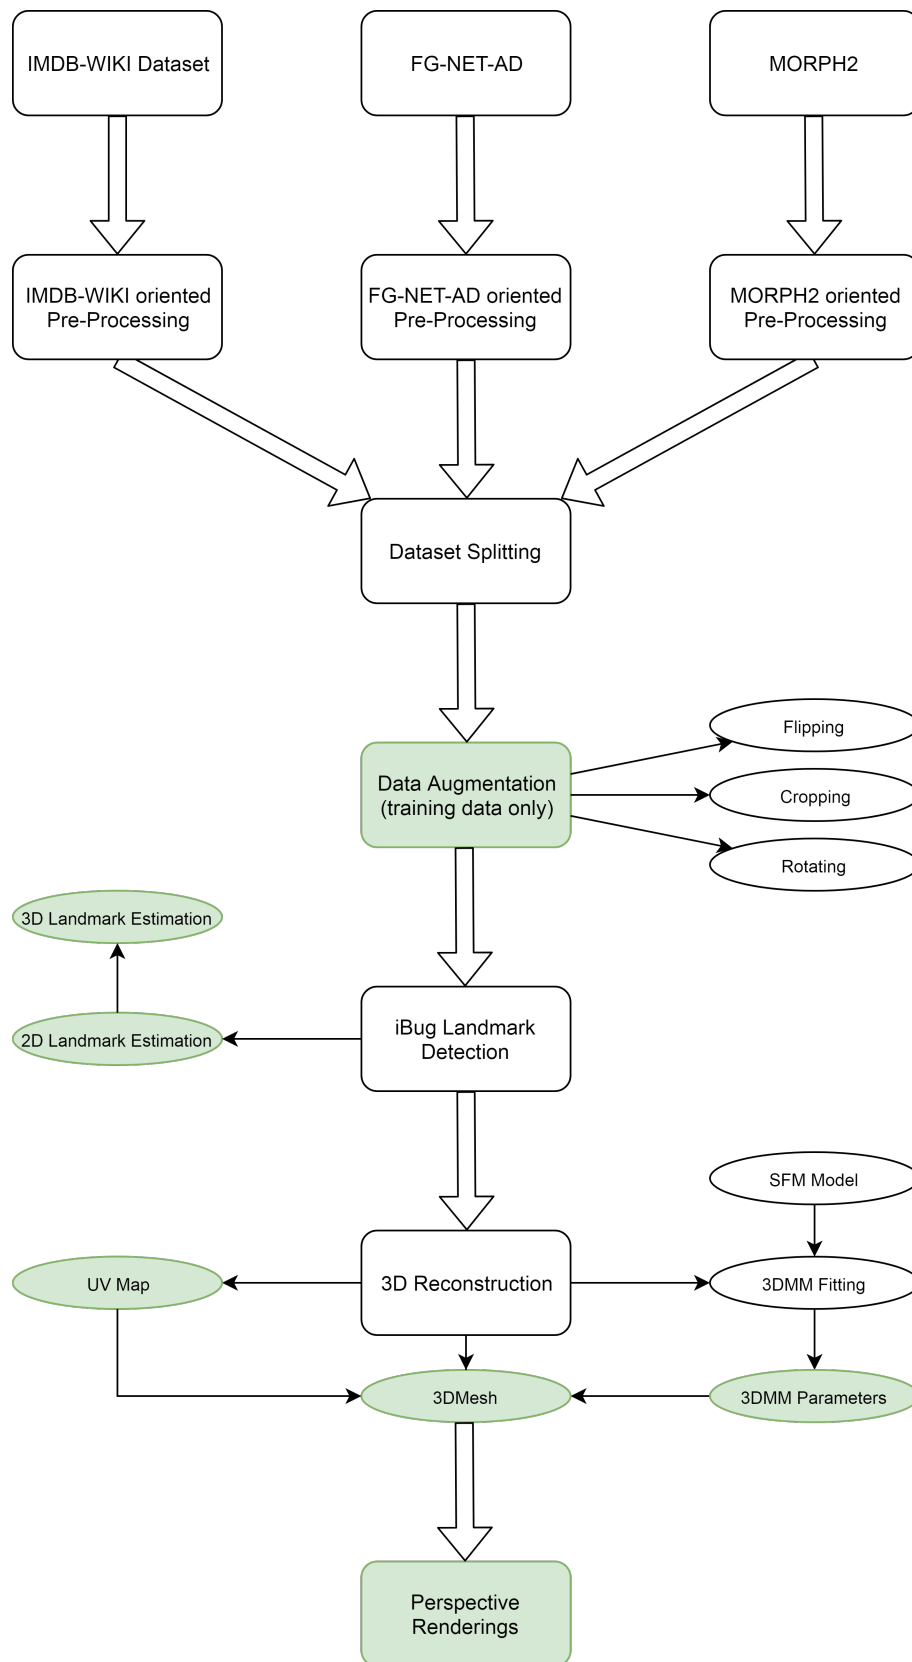 IMDB-WIKI Dataset
FG-NET-AD
MORPH2
IMDB-WIKI oriented
Pre-Processing
FG-NET-AD oriented
Pre-Processing
MORPH2 oriented
Pre-Processing
Dataset Splitting
Data Augmentation
(training data only)
Flipping
Cropping
Rotating
3D Landmark Estimation
2D Landmark Estimation
iBug Landmark
Detection
SFM Model
UV Map
3D Reconstruction
3DMM Fitting
3DMesh
3DMM Parameters
Perspective
Renderings